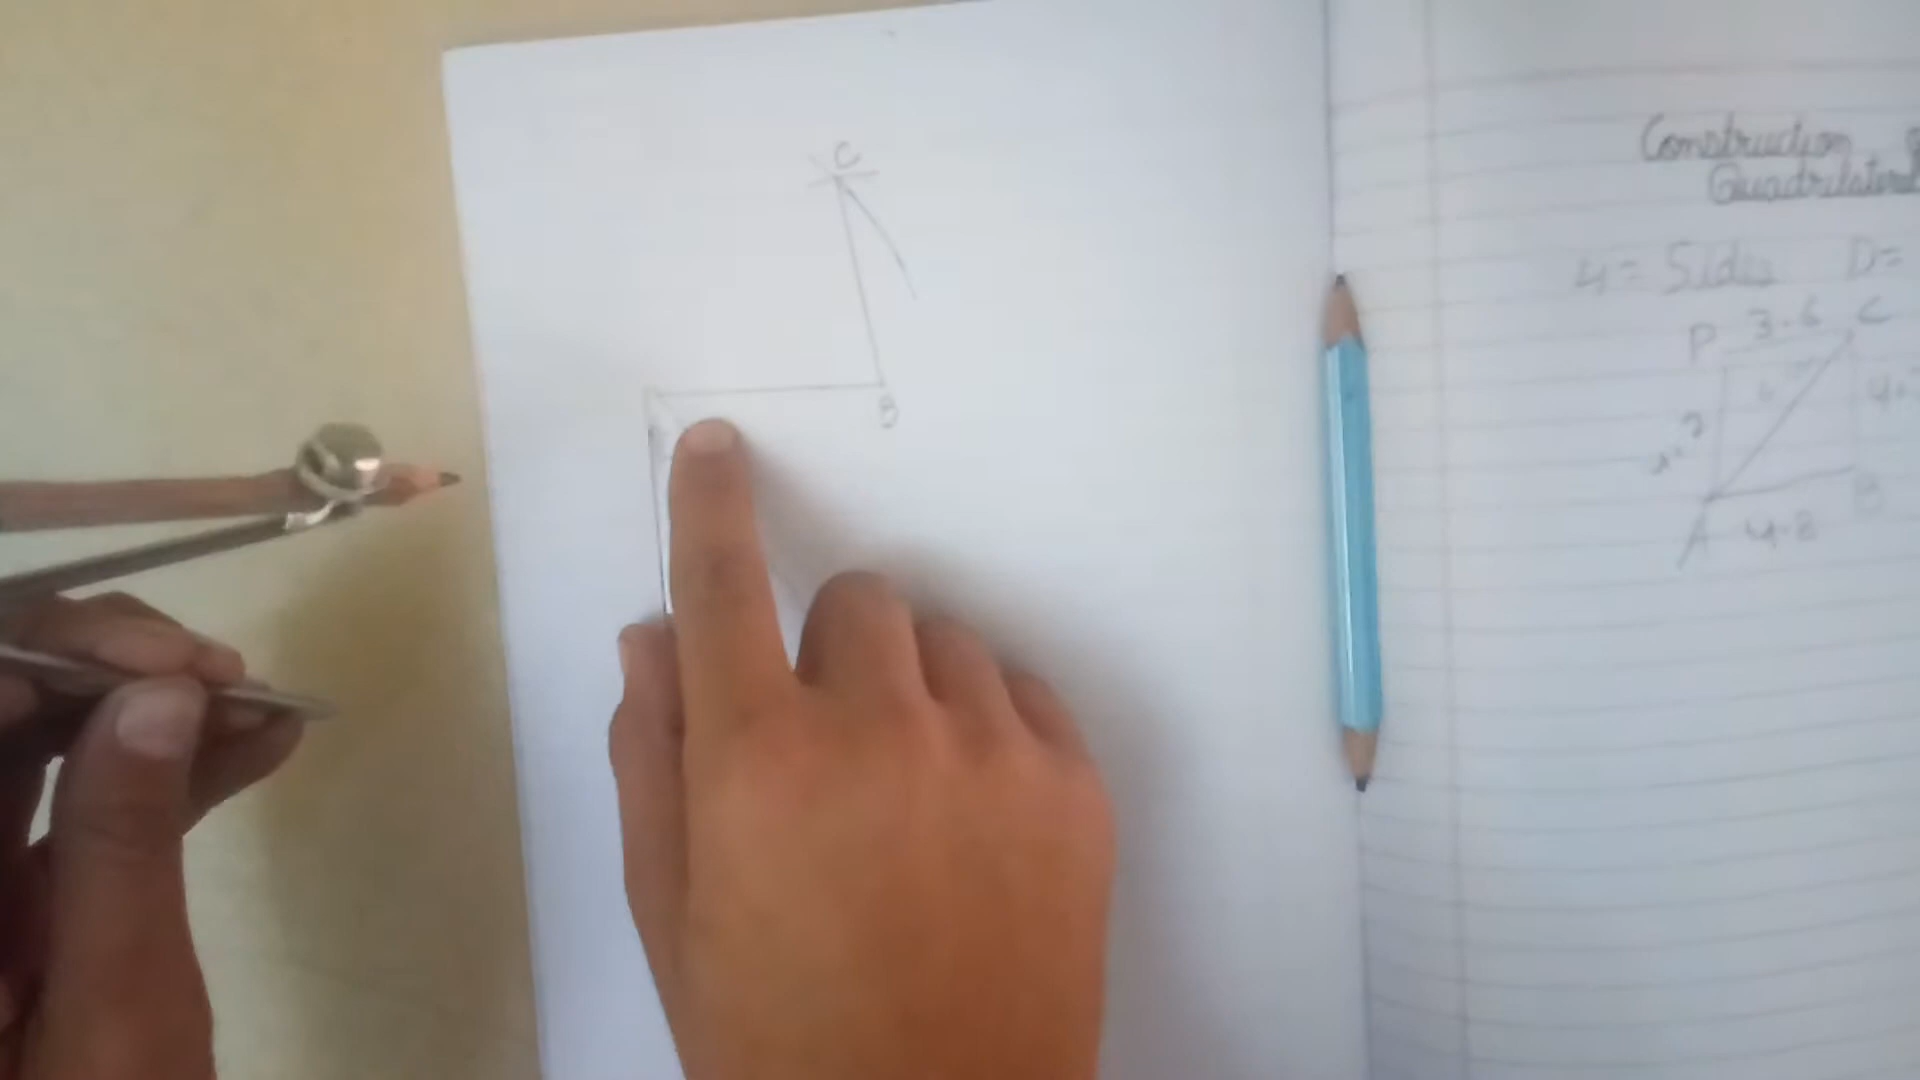 C
B
Construction
Quadrilateral
4 = Sides D=
P 3.6 C
A 4.8 B